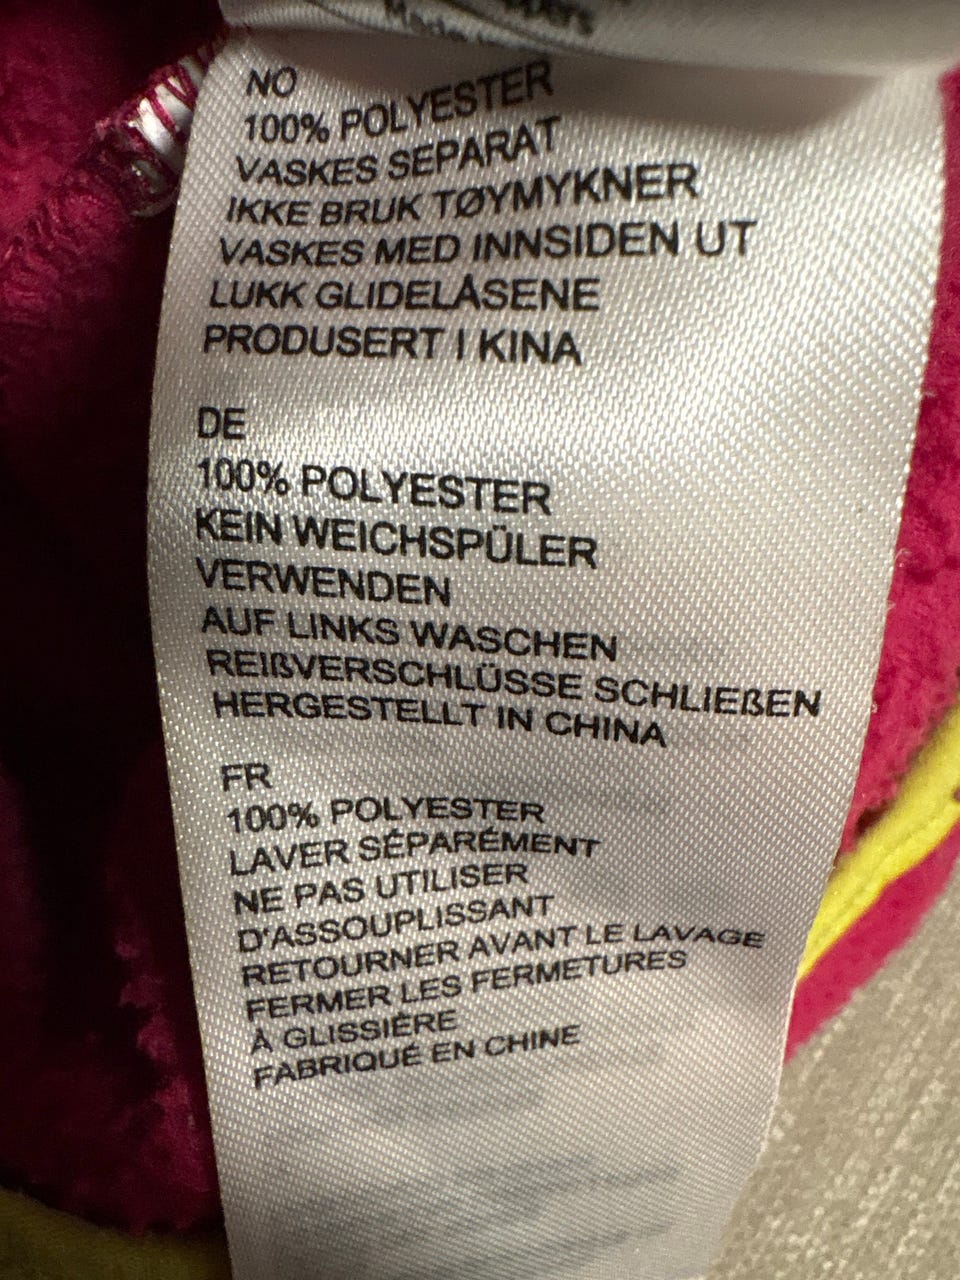 NO
100% POLYESTER
VASKES SEPARAT
IKKE BRUK TØYMYKNER
VASKES MED INNSIDEN UT
LUKK GLIDELÅSENE
PRODUSERT I KINA
DE
100% POLYESTER
KEIN WEICHSPÜLER
VERWENDEN
AUF LINKS WASCHEN
REIßVERSCHLÜSSE SCHLIEßEN
HERGESTELLT IN CHINA
FR
100% POLYESTER
LAVER SÉPARÉMENT
NE PAS UTILISER
D'ASSOUPLISSANT
RETOURNER AVANT LE LAVAGE
FERMER LES FERMETURES
À GLISSIÈRE
FABRIQUÉ EN CHINE